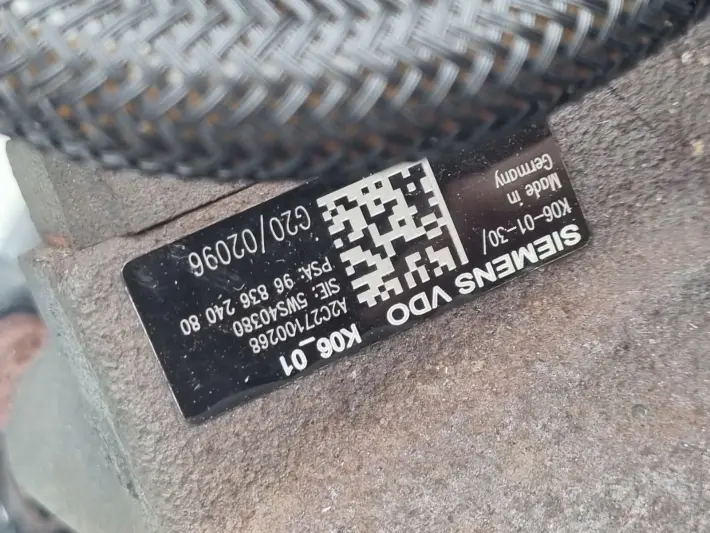 SIEMENS VDO K06_01
A2C27100268
SIE: 5WS40380
PSA: 96 836 240 80
K06-01-30/
Made in
Germany
G20/02096